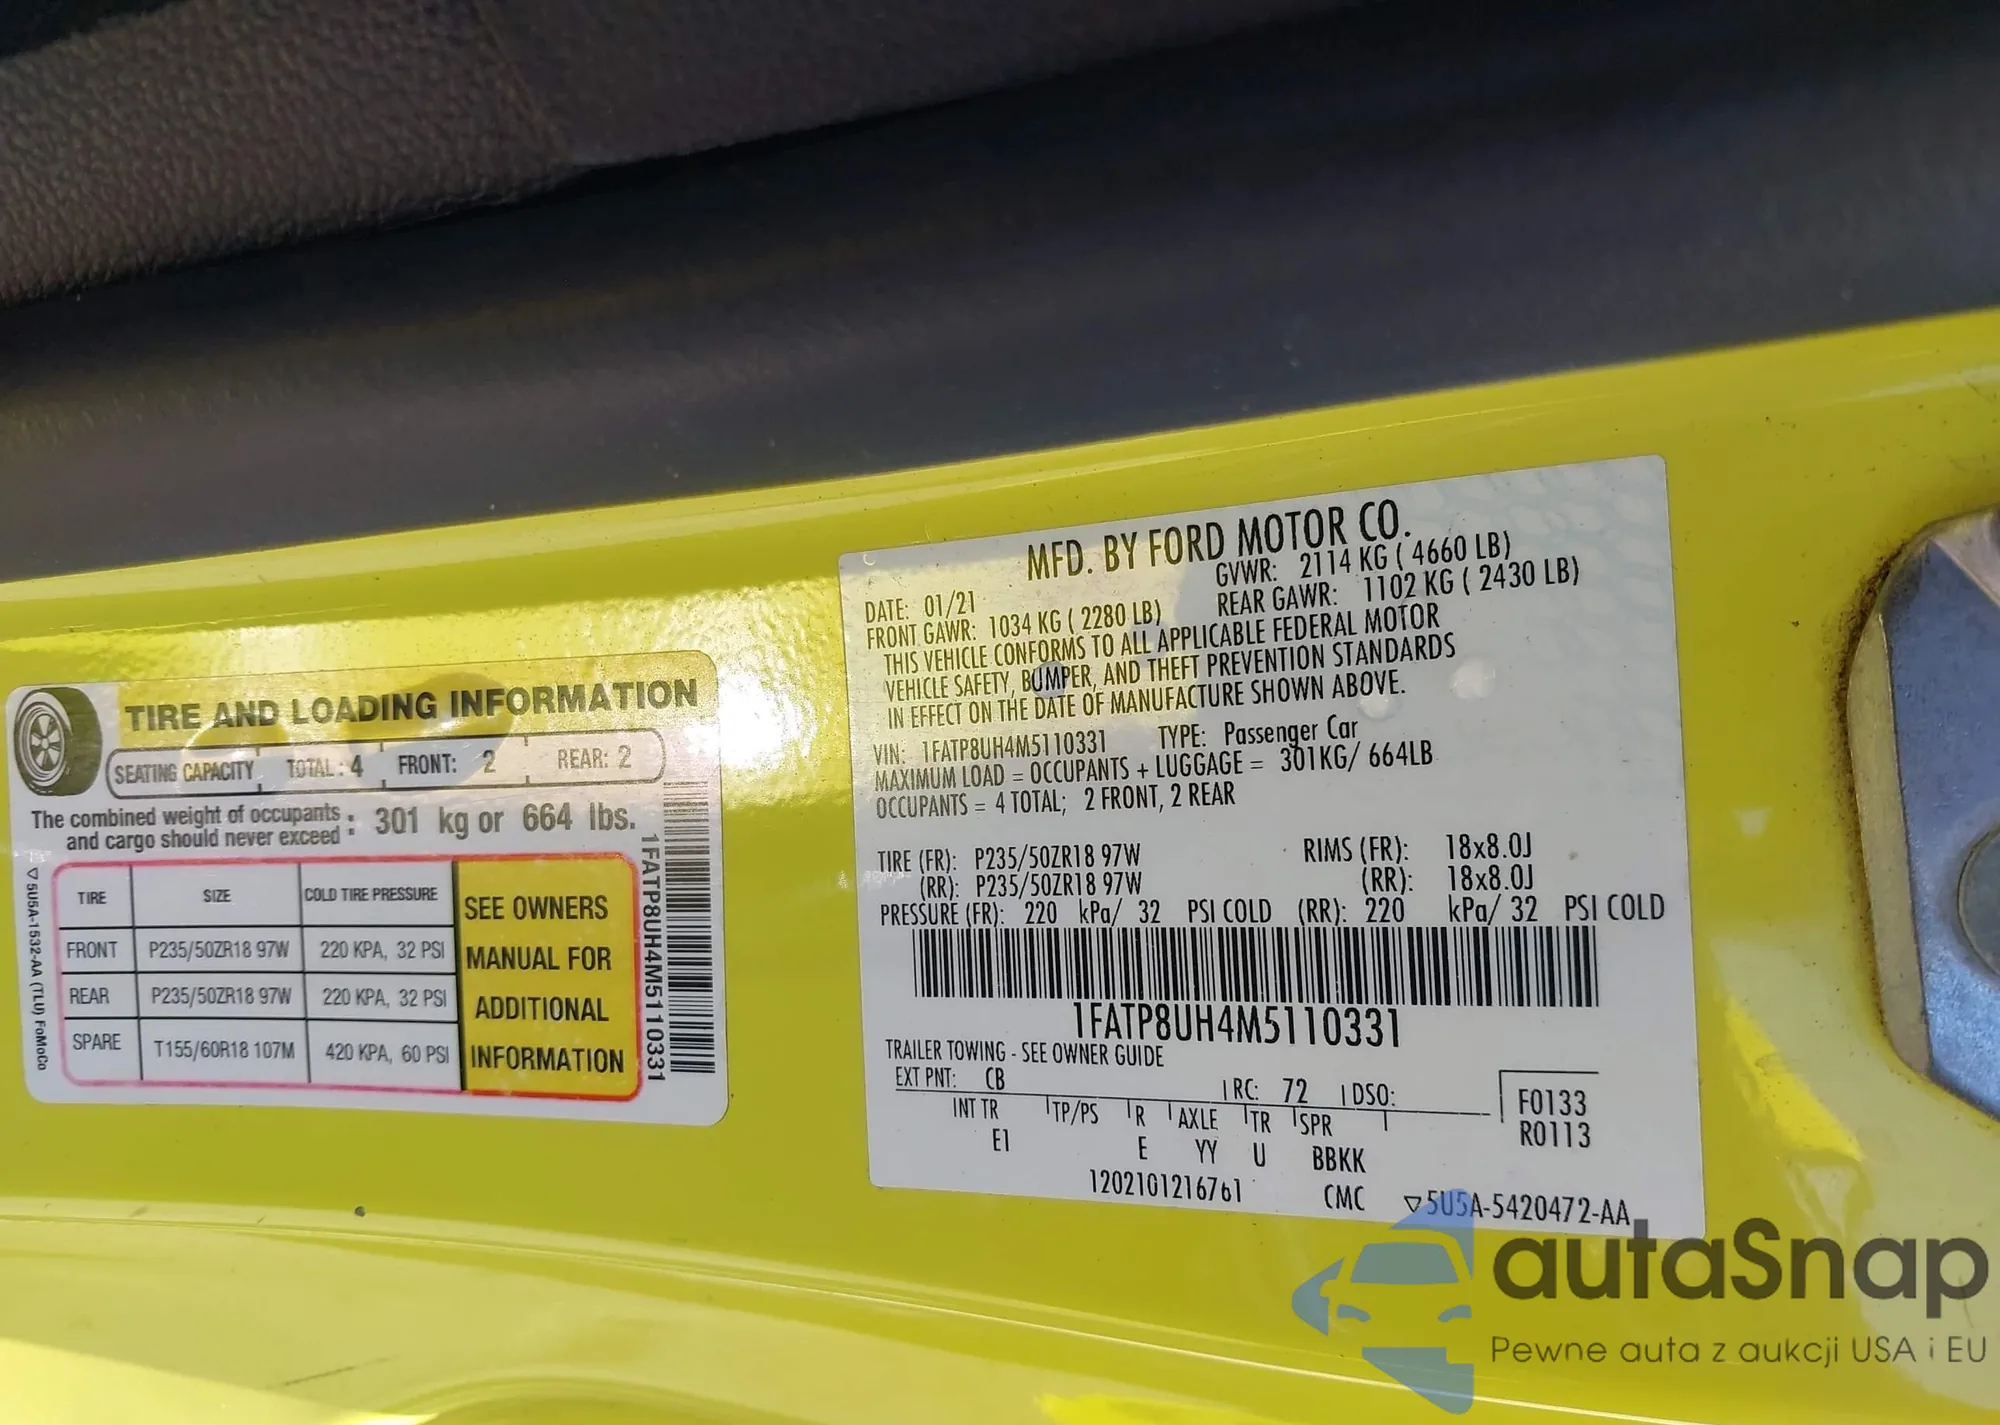 TIRE AND LOADING INFORMATION
SEATING CAPACITY TOTAL: 4 FRONT: 2 REAR: 2
The combined weight of occupants
and cargo should never exceed : 301 kg or 664 lbs.
TIRE SIZE COLD TIRE PRESSURE
FRONT P235/50ZR18 97W 220 KPA, 32 PSI
REAR P235/50ZR18 97W 220 KPA, 32 PSI
SPARE T155/60R18 107M 420 KPA, 60 PSI
SEE OWNERS
MANUAL FOR
ADDITIONAL
INFORMATION
5U5A-1532-AA (TLU) FoMoCo
1FATP8UH4M5110331
MFD. BY FORD MOTOR CO.
DATE: 01/21 GVWR: 2114 KG ( 4660 LB)
FRONT GAWR: 1034 KG ( 2280 LB) REAR GAWR: 1102 KG ( 2430 LB)
THIS VEHICLE CONFORMS TO ALL APPLICABLE FEDERAL MOTOR
VEHICLE SAFETY, BUMPER, AND THEFT PREVENTION STANDARDS
IN EFFECT ON THE DATE OF MANUFACTURE SHOWN ABOVE.
VIN: 1FATP8UH4M5110331 TYPE: Passenger Car
MAXIMUM LOAD = OCCUPANTS + LUGGAGE = 301KG/ 664LB
OCCUPANTS = 4 TOTAL; 2 FRONT, 2 REAR
TIRE (FR): P235/50ZR18 97W RIMS (FR): 18x8.0J
(RR): P235/50ZR18 97W (RR): 18x8.0J
PRESSURE (FR): 220 kPa/ 32 PSI COLD (RR): 220 kPa/ 32 PSI COLD
1FATP8UH4M5110331
TRAILER TOWING - SEE OWNER GUIDE
EXT PNT: CB RC: 72 DSO:
INT TR TP/PS R AXLE TR SPR
E1 E YY U BBKK
F0133
R0113
1202101216761 CMC 5U5A-5420472-AA
autaSnap
Pewne auta z aukcji USA i EU